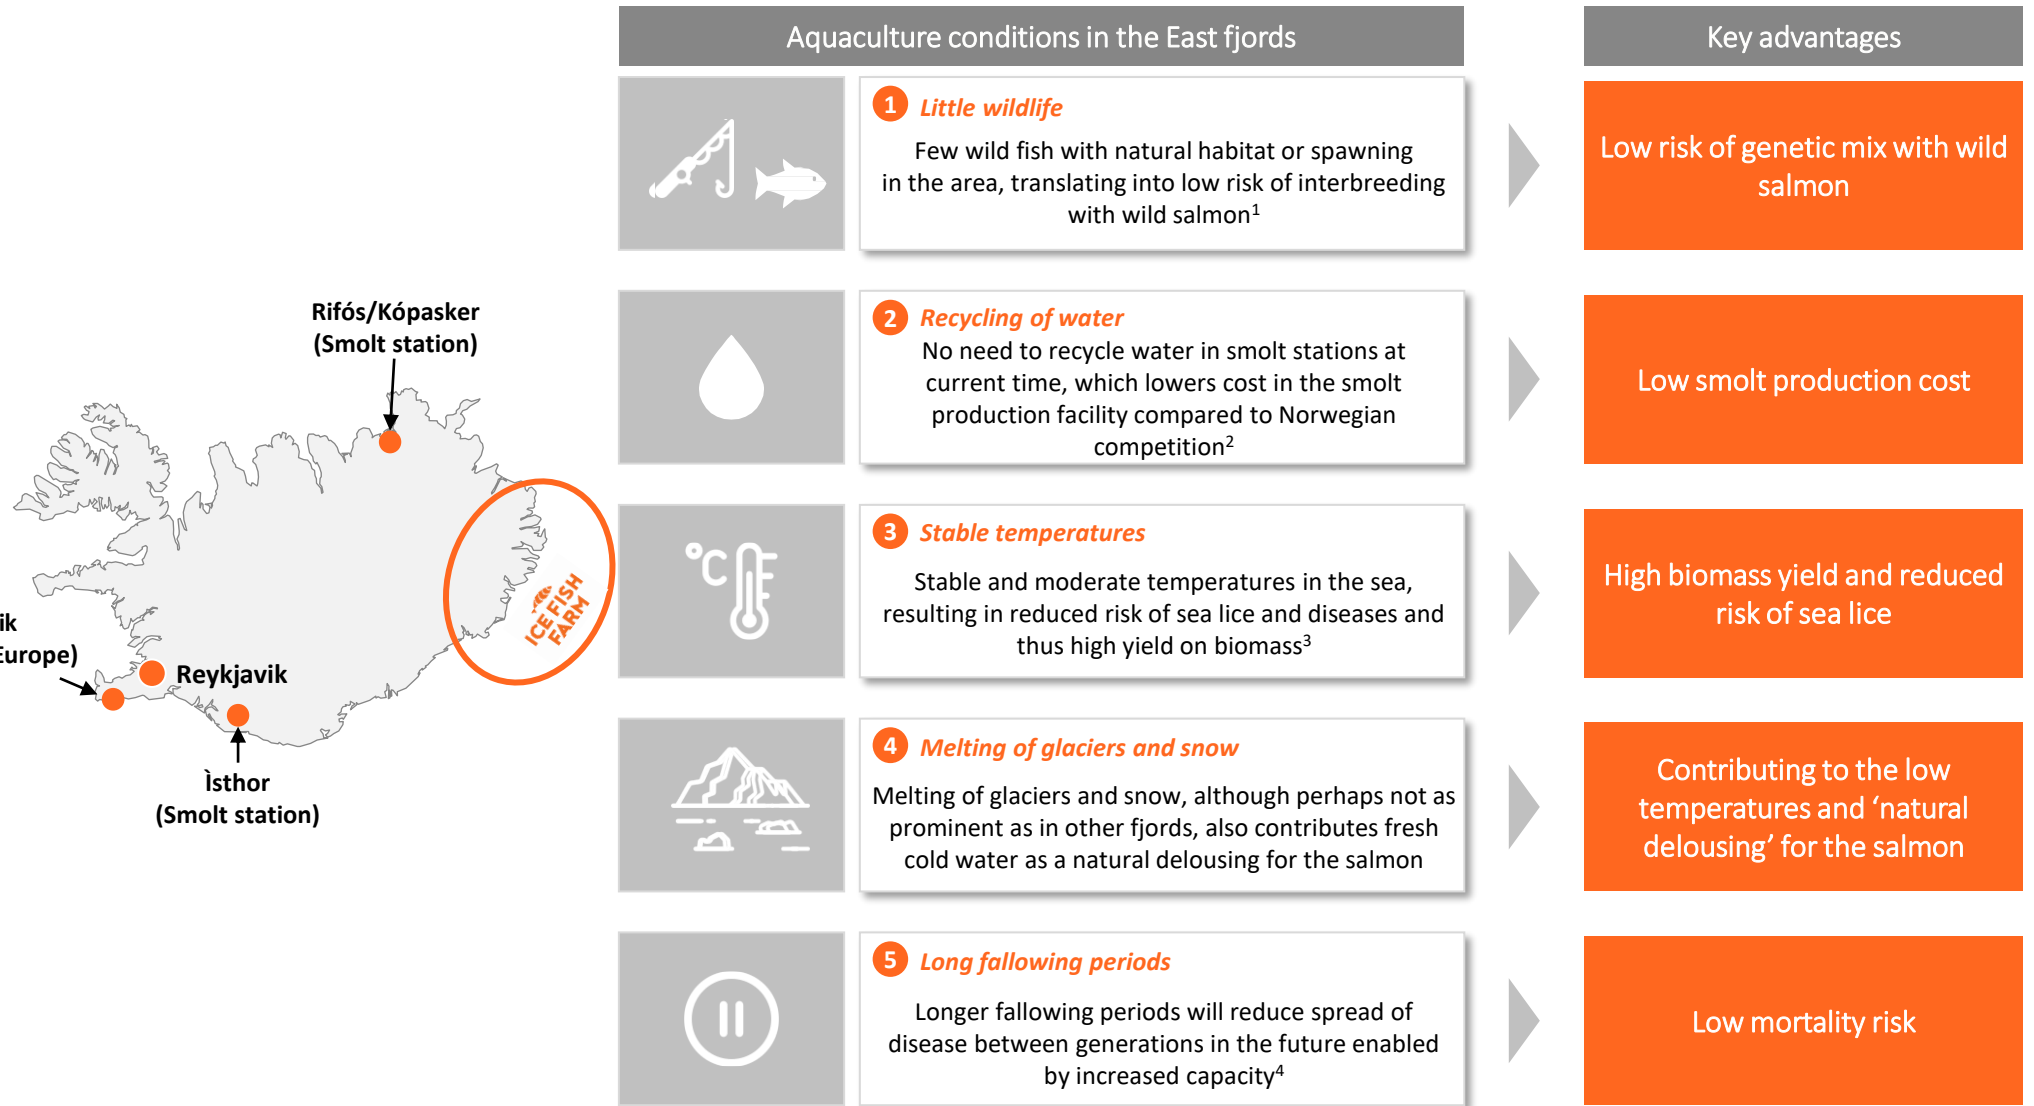 Aquaculture conditions in the East fjords
Key advantages
1 Little wildlife
Few wild fish with natural habitat or spawning
in the area, translating into low risk of interbreeding
with wild salmon1
Low risk of genetic mix with wild
salmon
2 Recycling of water
No need to recycle water in smolt stations at
current time, which lowers cost in the smolt
production facility compared to Norwegian
competition2
Low smolt production cost
3 Stable temperatures
Stable and moderate temperatures in the sea,
resulting in reduced risk of sea lice and diseases and
thus high yield on biomass3
°C
High biomass yield and reduced
risk of sea lice
4 Melting of glaciers and snow
Melting of glaciers and snow, although perhaps not as
prominent as in other fjords, also contributes fresh
cold water as a natural delousing for the salmon
Contributing to the low
temperatures and ‘natural
delousing’ for the salmon
5 Long fallowing periods
Longer fallowing periods will reduce spread of
disease between generations in the future enabled
by increased capacity4
Low mortality risk
Rifós/Kópasker
(Smolt station)
ICE FISH
FARM
ik
Europe)
Reykjavik
Ìsthor
(Smolt station)